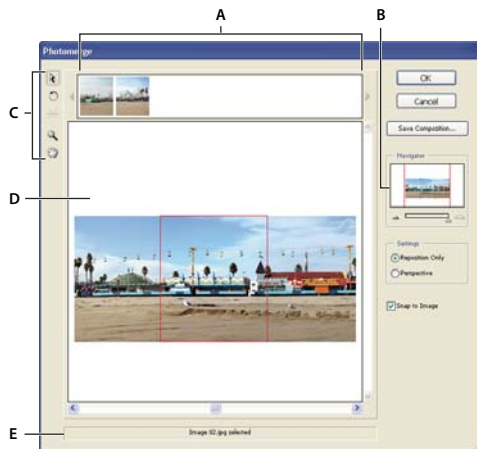 A
B
Photomerge
OK
Cancel
Save Composition...
C
Navigator
D
Settings
Reposition Only
Perspective
Snap to Image
E
Image 02.jpg selected